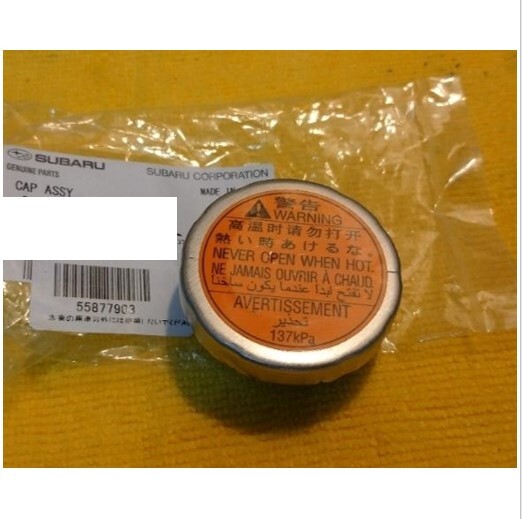 SUBARU
GENUINE PARTS
SUBARU CORPORATION
CAP ASSY
MADE IN
55877903
警告
WARNING
高温时请勿打开
熱い時あけるな。
NEVER OPEN WHEN HOT.
NE JAMAIS OUVRIR À CHAUD.
لا تفتح أبدا عندما يكون ساخنا
AVERTISSEMENT
تحذير
137kPa